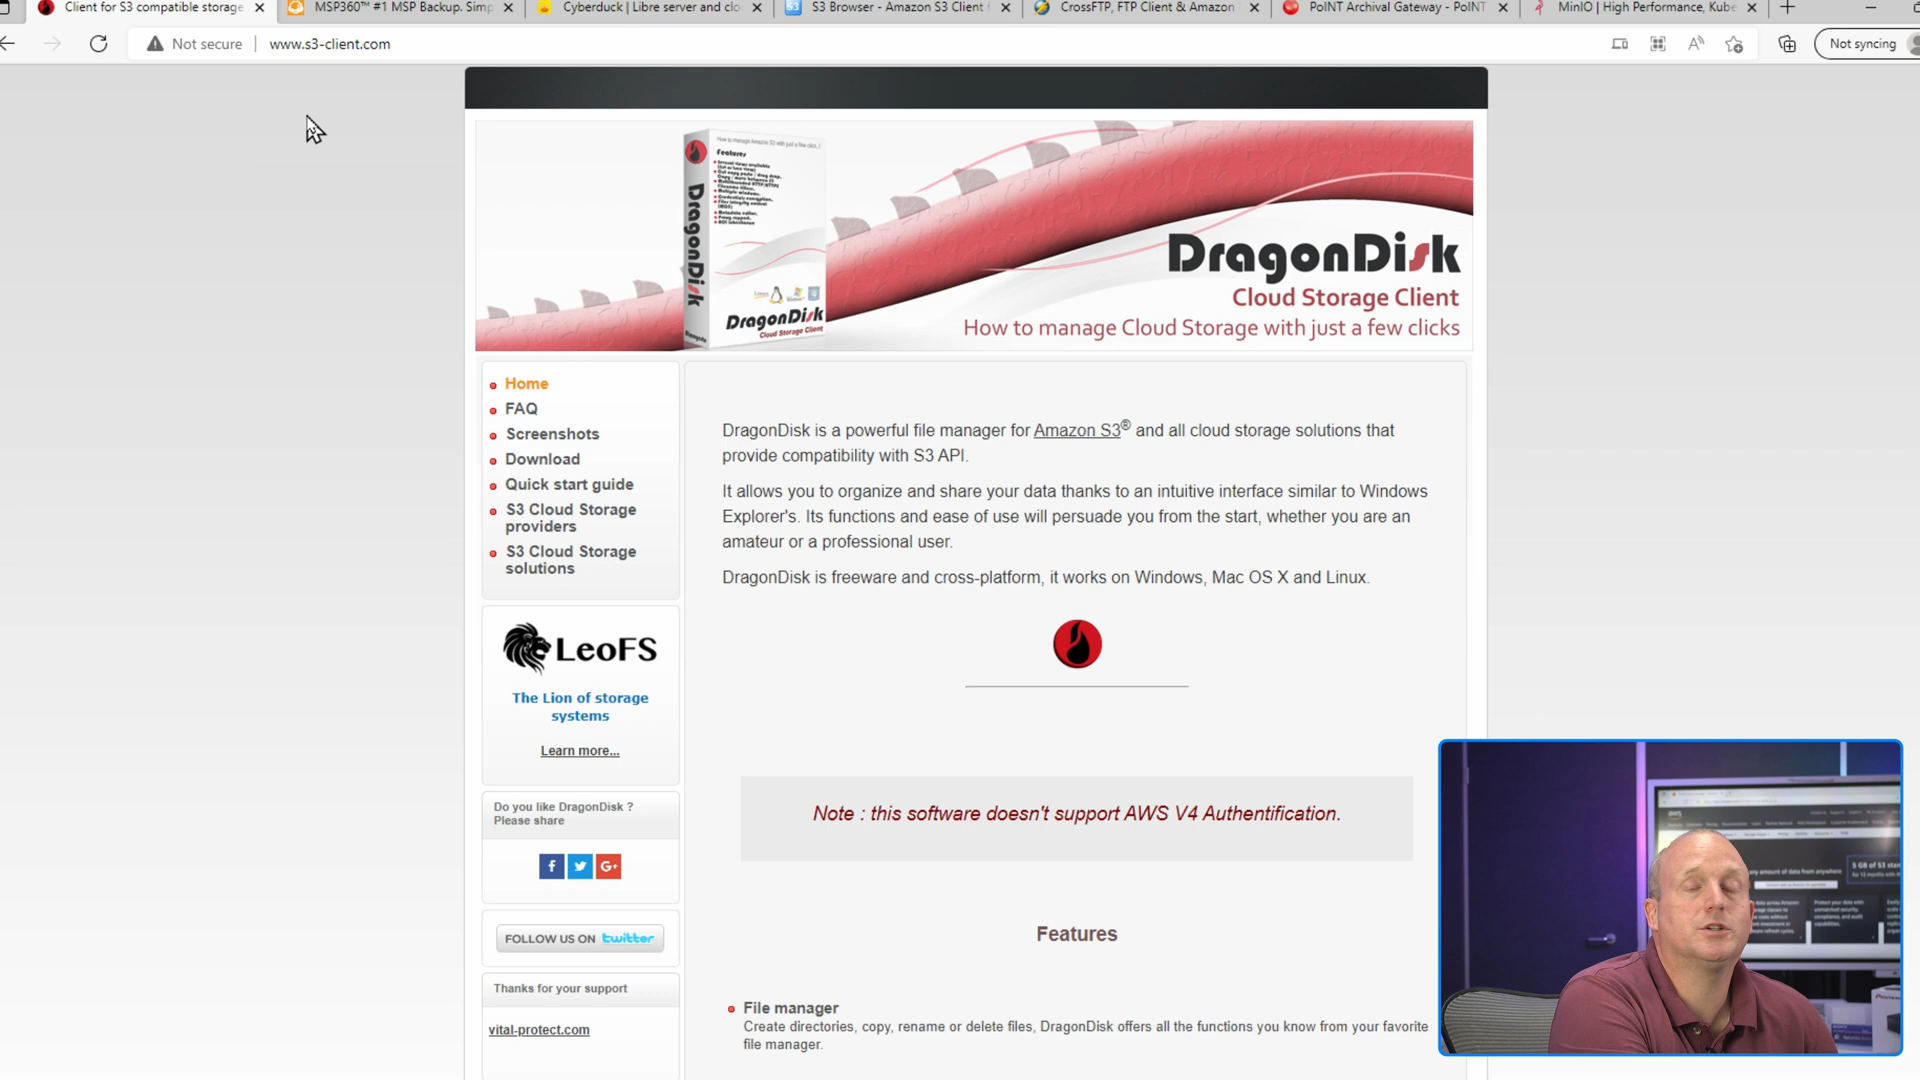 Client for S3 compatible storage
MSP360™ #1 MSP Backup. Simp
Cyberduck | Libre server and clo
S3 Browser - Amazon S3 Client f
CrossFTP, FTP Client & Amazon
PoINT Archival Gateway - PoINT
MinIO | High Performance, Kube
Not secure
www.s3-client.com
Not syncing
Features
DragonDisk
DragonDisk
Cloud Storage Client
DragonDisk
Cloud Storage Client
How to manage Cloud Storage with just a few clicks
Home
FAQ
Screenshots
Download
Quick start guide
S3 Cloud Storage
providers
S3 Cloud Storage
solutions
LeoFS
The Lion of storage
systems
Learn more...
Do you like DragonDisk ?
Please share
FOLLOW US ON twitter
Thanks for your support
vital-protect.com
DragonDisk is a powerful file manager for Amazon S3® and all cloud storage solutions that
provide compatibility with S3 API.
It allows you to organize and share your data thanks to an intuitive interface similar to Windows
Explorer's. Its functions and ease of use will persuade you from the start, whether you are an
amateur or a professional user.
DragonDisk is freeware and cross-platform, it works on Windows, Mac OS X and Linux.
Note : this software doesn't support AWS V4 Authentification.
Features
File manager
Create directories, copy, rename or delete files, DragonDisk offers all the functions you know from your favorite
file manager.